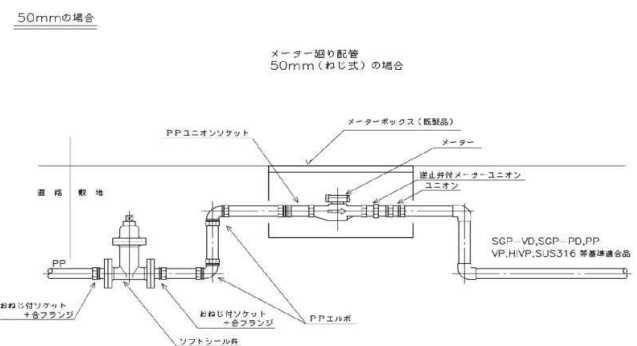 50mmの場合
メーター廻り配管
50mm(ねじ式)の場合
メーターボックス(既製品)
PPユニオンソケット
メーター
逆止弁付メーターユニオン
ユニオン
道路 敷地
SGP-VD,SGP-PD,PP
VP,HIVP,SUS316 等基準適合品
PP
おねじ付ソケット
+合フランジ
おねじ付ソケット
+合フランジ
PPエルボ
ソフトシール弁